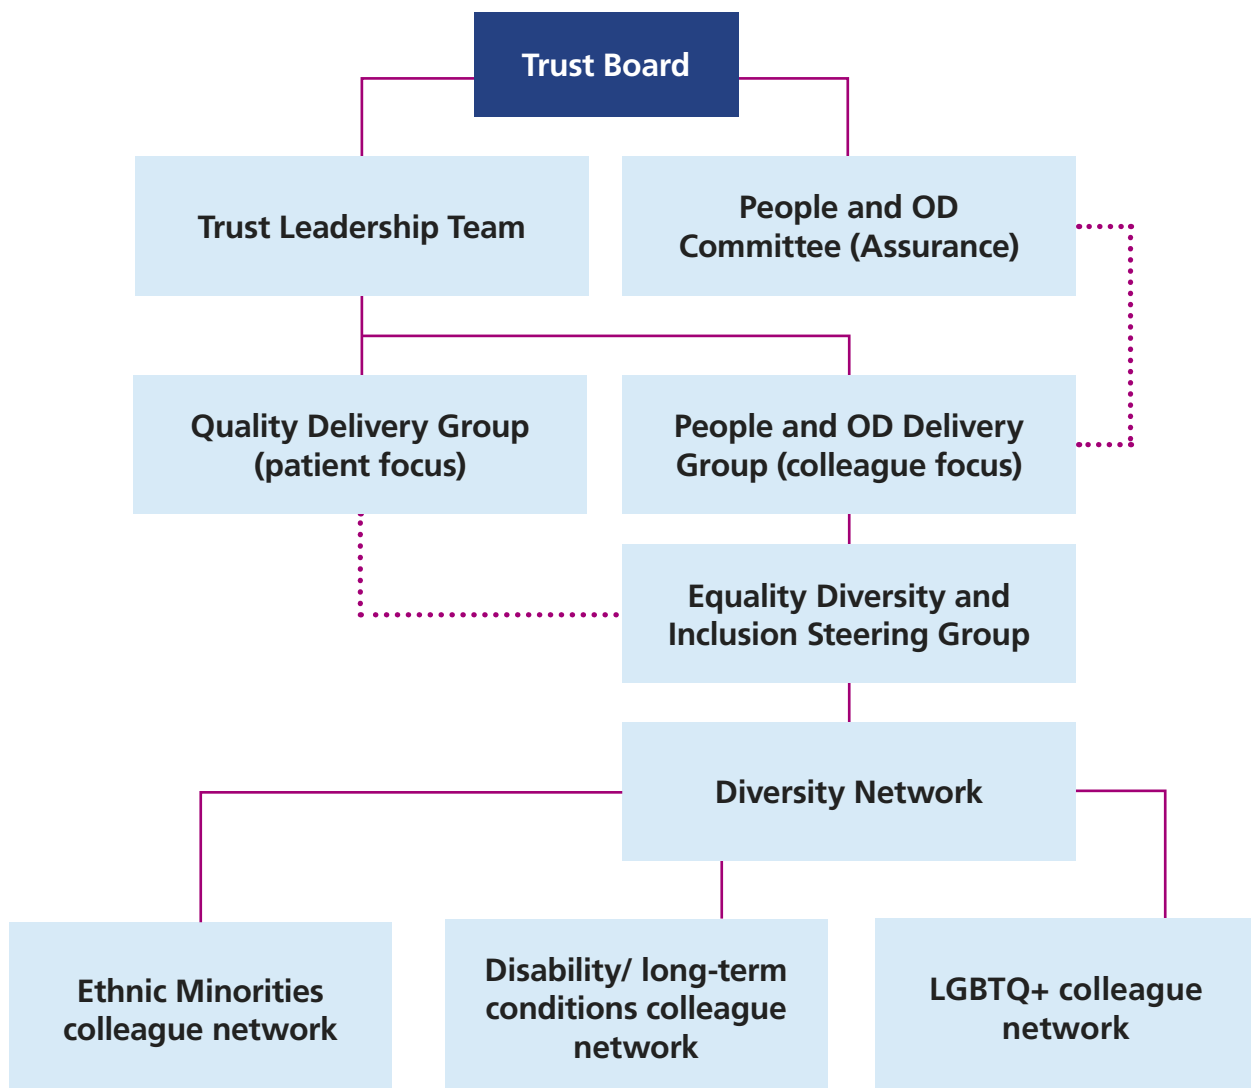 Trust Board
Trust Leadership Team
People and OD
Committee (Assurance)
Quality Delivery Group
(patient focus)
People and OD Delivery
Group (colleague focus)
Equality Diversity and
Inclusion Steering Group
Diversity Network
Ethnic Minorities
colleague network
Disability/ long-term
conditions colleague
network
LGBTQ+ colleague
network